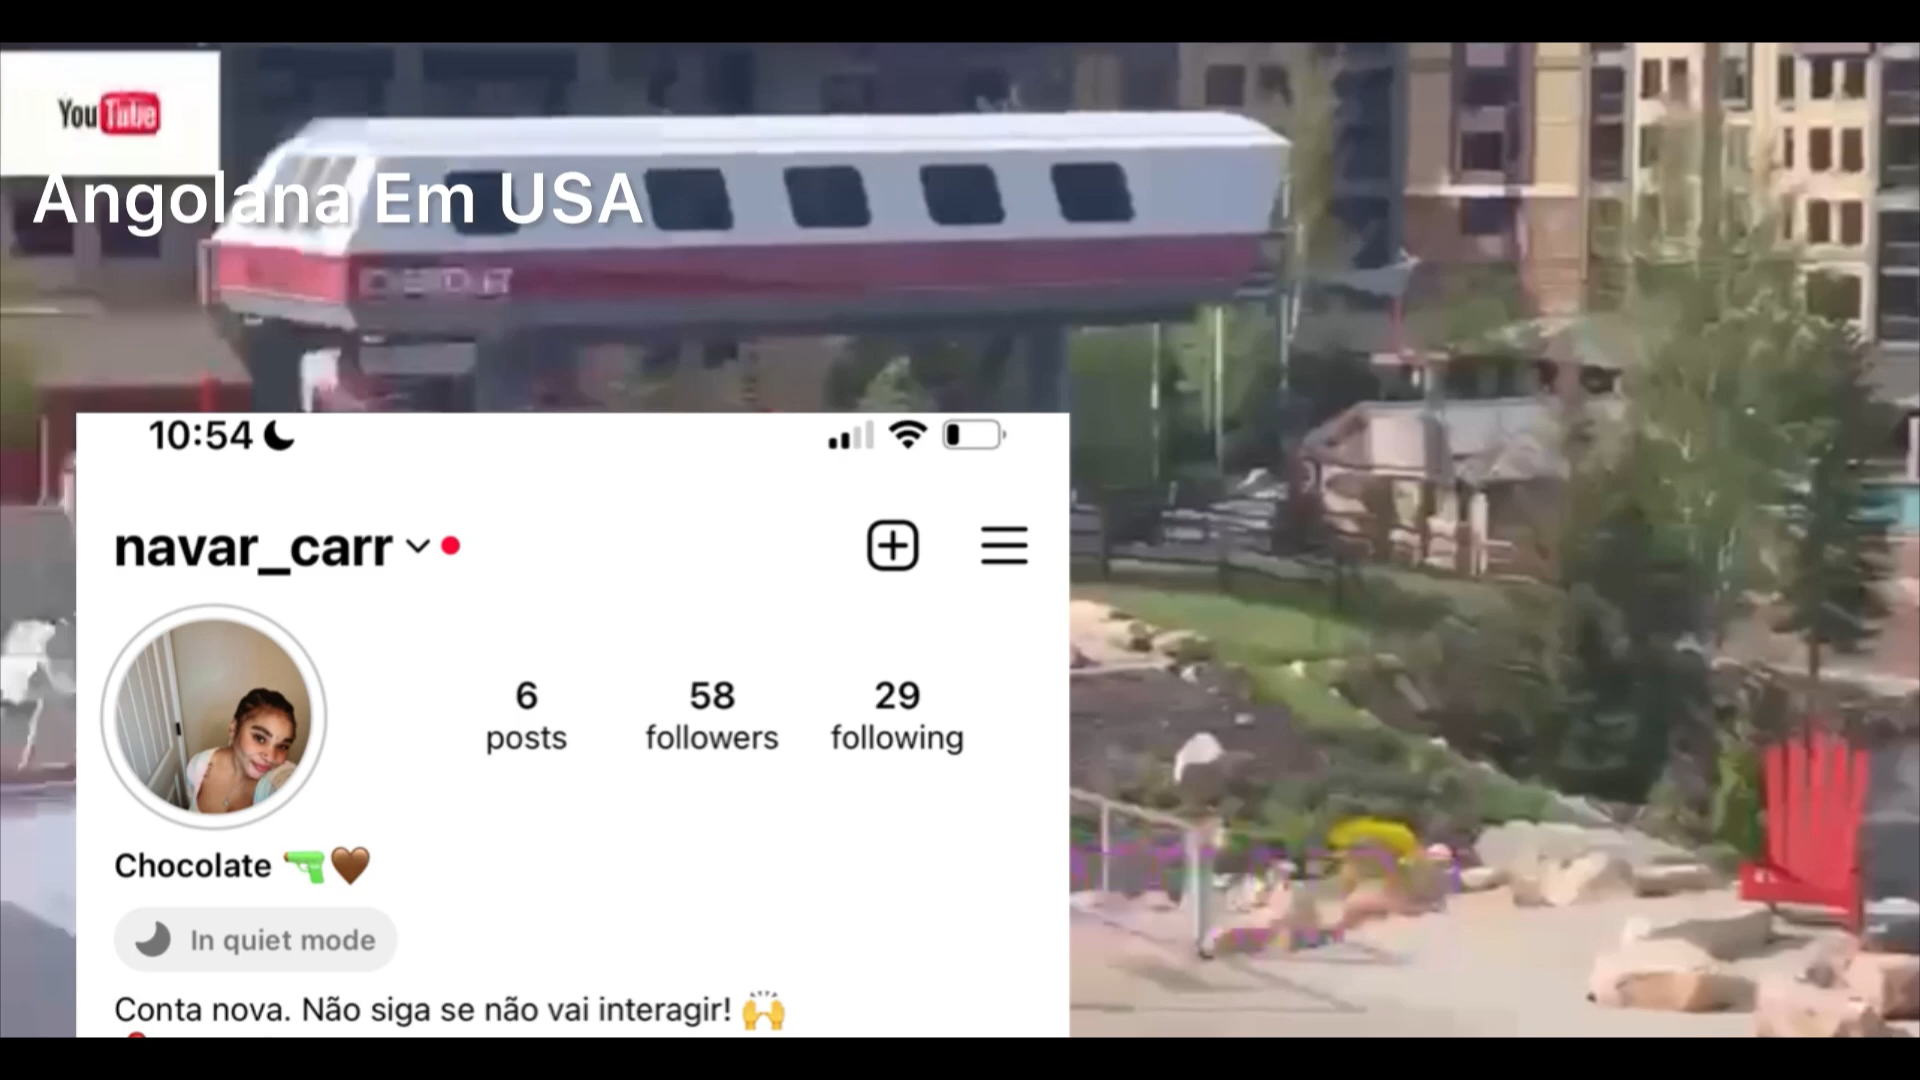 YouTube
Angolana Em USA
10:54
navar_carr
6
posts
58
followers
29
following
Chocolate 🔫🤎
In quiet mode
Conta nova. Não siga se não vai interagir! 🙌